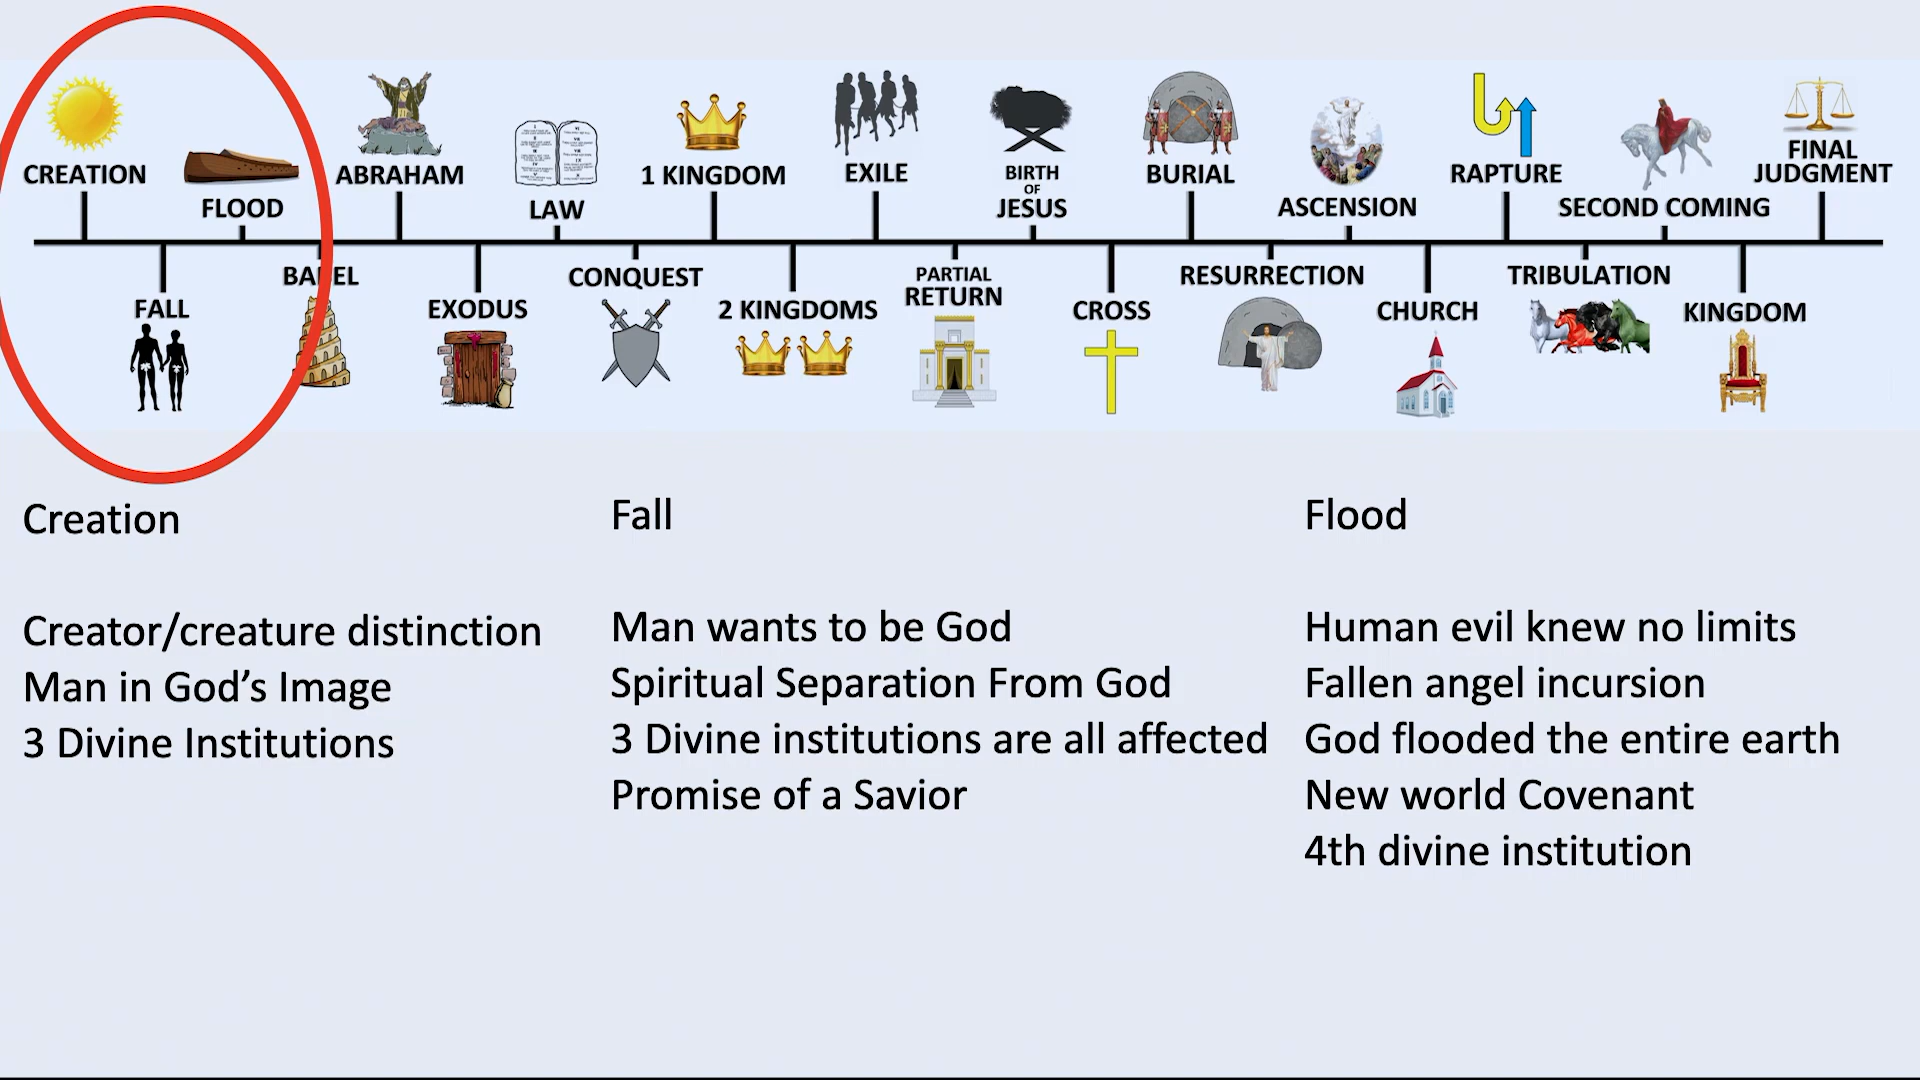 CREATION
FLOOD
ABRAHAM
LAW
1 KINGDOM
EXILE
BIRTH
OF
JESUS
BURIAL
ASCENSION
RAPTURE
SECOND COMING
FINAL
JUDGMENT
FALL
BABEL
EXODUS
CONQUEST
2 KINGDOMS
PARTIAL
RETURN
CROSS
RESURRECTION
CHURCH
TRIBULATION
KINGDOM
Creation
Creator/creature distinction
Man in God’s Image
3 Divine Institutions
Fall
Man wants to be God
Spiritual Separation From God
3 Divine institutions are all affected
Promise of a Savior
Flood
Human evil knew no limits
Fallen angel incursion
God flooded the entire earth
New world Covenant
4th divine institution